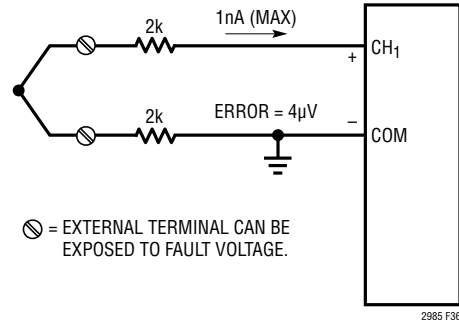 1nA (MAX)
2k
+
CH1
2k
ERROR = 4µV
–
COM
= EXTERNAL TERMINAL CAN BE
EXPOSED TO FAULT VOLTAGE.
2985 F36